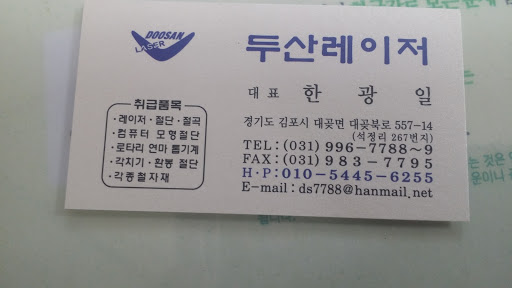 DOOSAN
LASER
두산레이저
대표 한 광 일
취급품목
·레이저·절단·절곡
·컴퓨터 모형절단
·로타리 연마 톱기계
·각치기·환봉 절단
·각종철자재
경기도 김포시 대곶면 대곶북로 557-14
(석정리 267번지)
TEL:(031) 996-7788~9
FAX:(031) 983-7795
H·P:010-5445-6255
E-mail:ds7788@hanmail.net